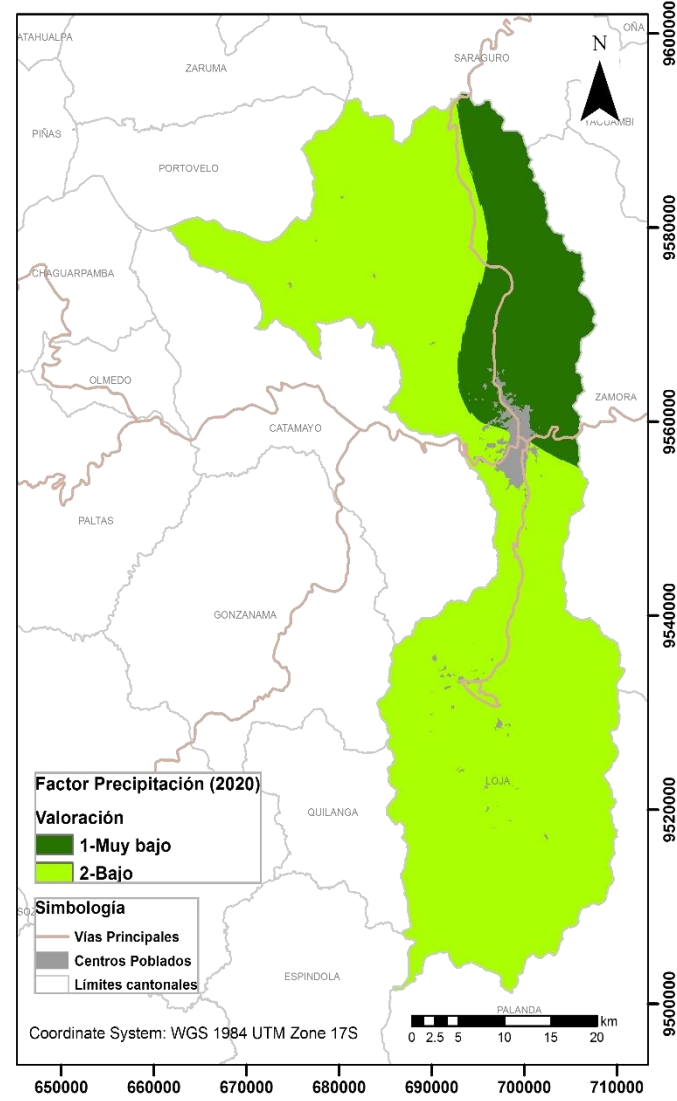 OÑA
ATAHUALPA
SARAGURO
N
ZARUMA
9600000
YACUAMBI
PIÑAS
PORTOVELO
9580000
CHAGUARPAMBA
OLMEDO
ZAMORA
CATAMAYO
9560000
PALTAS
GONZANAMA
9540000
Factor Precipitación (2020)
Valoración
1-Muy bajo
2-Bajo
LOJA
QUILANGA
9520000
Simbología
Vías Principales
Centros Poblados
Límites cantonales
ESPINDOLA
PALANDA
9500000
km
0 2.5 5 10 15 20
Coordinate System: WGS 1984 UTM Zone 17S
650000 660000 670000 680000 690000 700000 710000